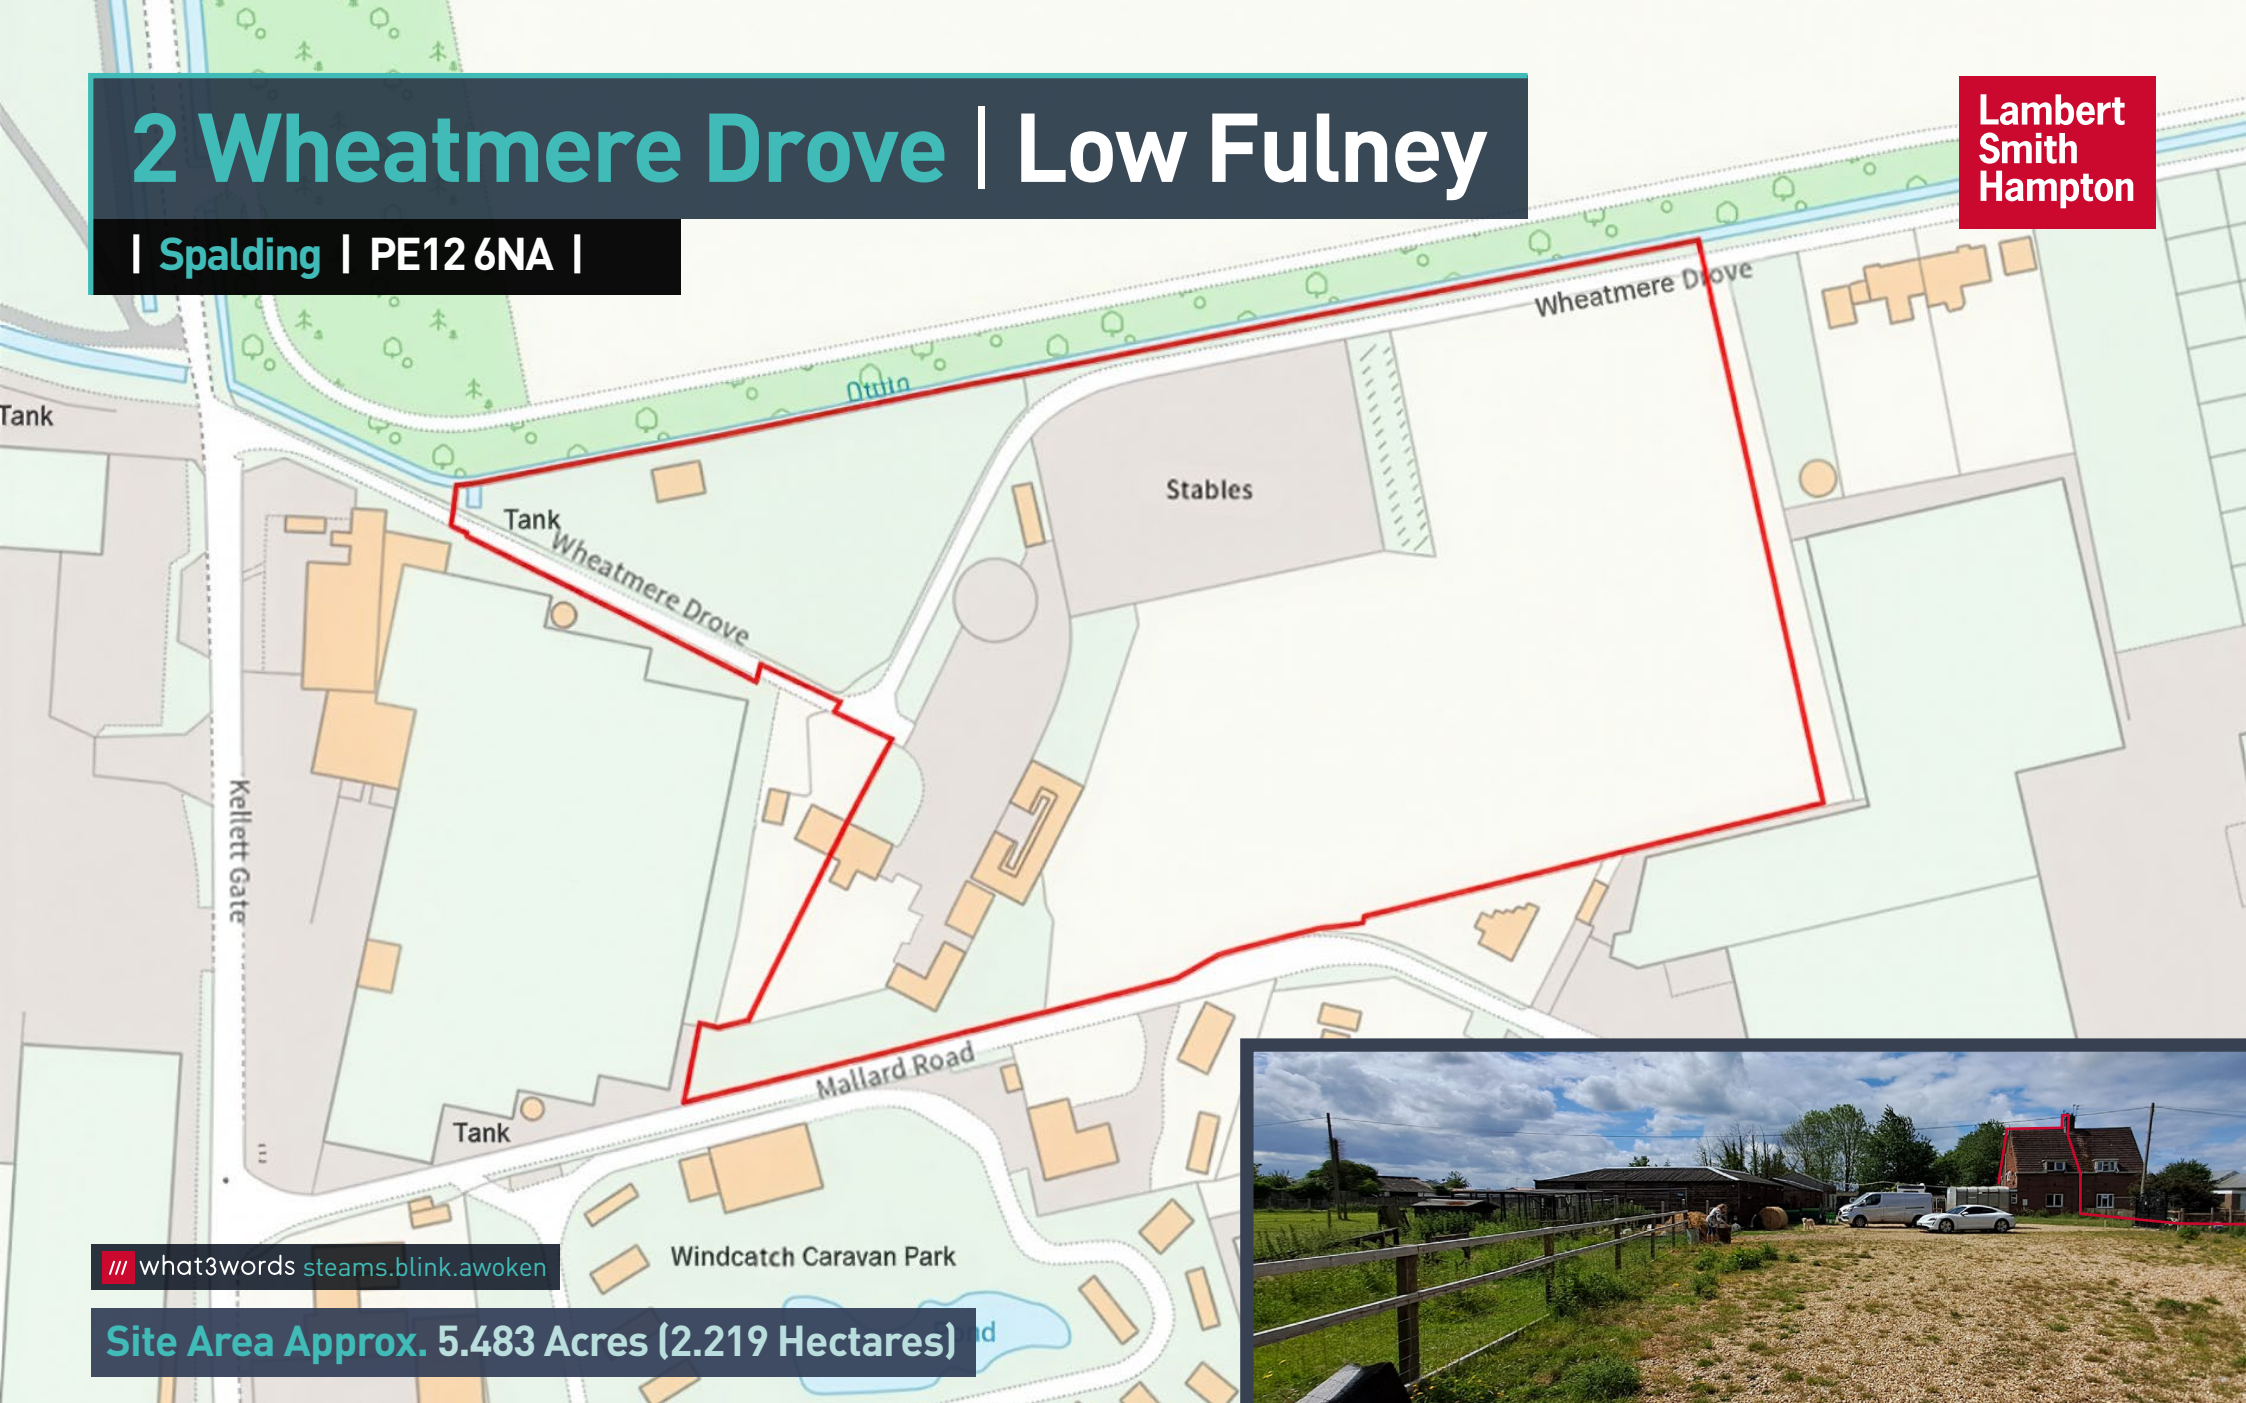 2 Wheatmere Drove | Low Fulney
| Spalding | PE12 6NA |
Lambert
Smith
Hampton
Wheatmere Drove
Tank
Stables
Tank
Wheatmere Drove
Kellett Gate
Mallard Road
Tank
Windcatch Caravan Park
what3words steams.blink.awoken
Site Area Approx. 5.483 Acres (2.219 Hectares)